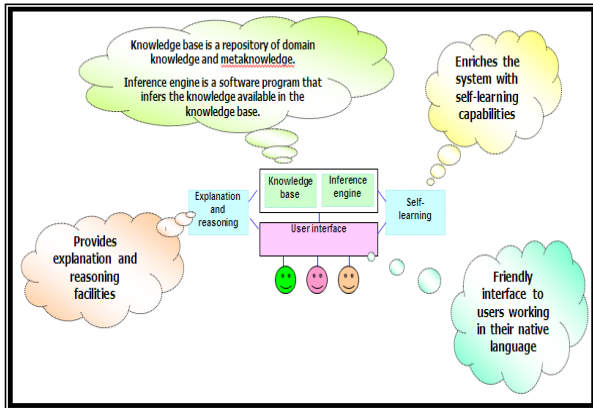 Knowledge base is a repository of domain
knowledge and metaknowledge.
Inference engine is a software program that
infers the knowledge available in the
knowledge base.
Enriches the
system with
self-learning
capabilities
Knowledge
base
Inference
engine
Explanation
and
reasoning
Self-
learning
User interface
Provides
explanation and
reasoning
facilities
Friendly
interface to
users working
in their native
language